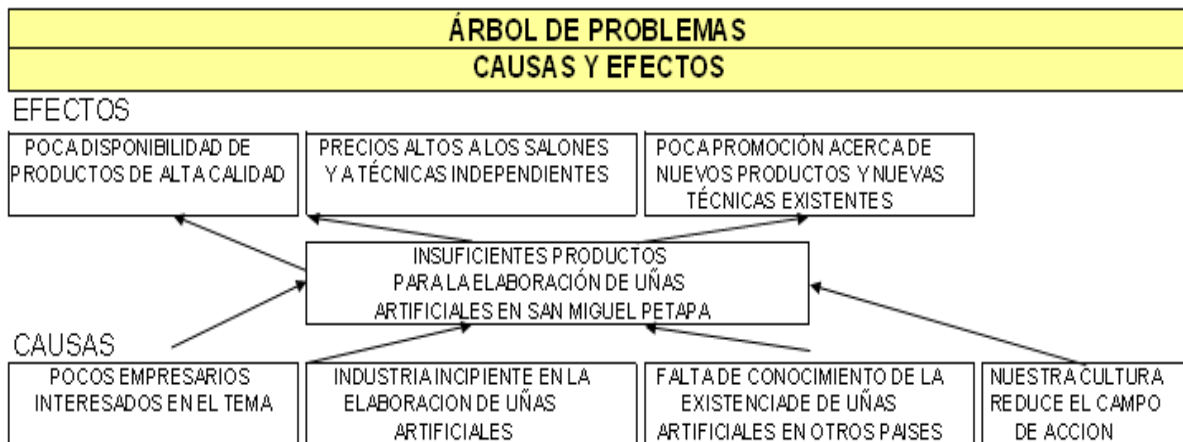 ÁRBOL DE PROBLEMAS
CAUSAS Y EFECTOS
EFECTOS
POCA DISPONIBILIDAD DE
PRODUCTOS DE ALTA CALIDAD
PRECIOS ALTOS A LOS SALONES
Y A TÉCNICAS INDEPENDIENTES
POCA PROMOCIÓN ACERCA DE
NUEVOS PRODUCTOS Y NUEVAS
TÉCNICAS EXISTENTES
INSUFICIENTES PRODUCTOS
PARA LA ELABORACIÓN DE UÑAS
ARTIFICIALES EN SAN MIGUEL PETAPA
CAUSAS
POCOS EMPRESARIOS
INTERESADOS EN EL TEMA
INDUSTRIA INCIPIENTE EN LA
ELABORACION DE UÑAS
ARTIFICIALES
FALTA DE CONOCIMIENTO DE LA
EXISTENCIADE DE UÑAS
ARTIFICIALES EN OTROS PAISES
NUESTRA CULTURA
REDUCE EL CAMPO
DE ACCION